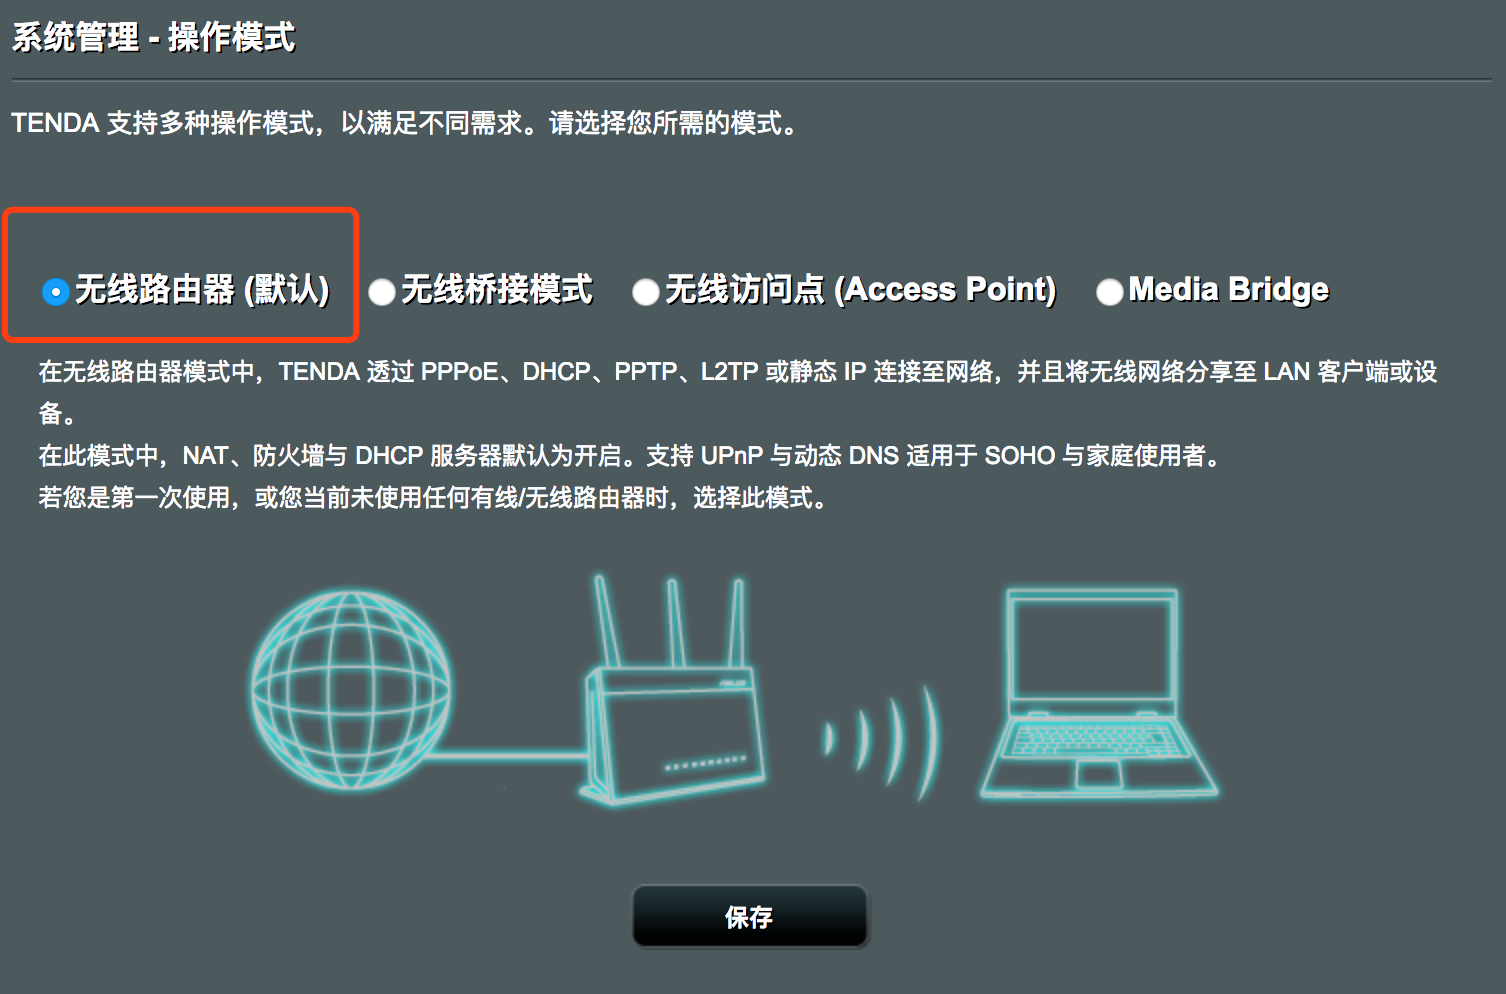 系统管理 - 操作模式
TENDA 支持多种操作模式，以满足不同需求。请选择您所需的模式。
无线路由器 (默认) 无线桥接模式 无线访问点 (Access Point) Media Bridge
在无线路由器模式中，TENDA 透过 PPPoE、DHCP、PPTP、L2TP 或静态 IP 连接至网络，并且将无线网络分享至 LAN 客户端或设
备。
在此模式中，NAT、防火墙与 DHCP 服务器默认为开启。支持 UPnP 与动态 DNS 适用于 SOHO 与家庭使用者。
若您是第一次使用，或您当前未使用任何有线/无线路由器时，选择此模式。
保存